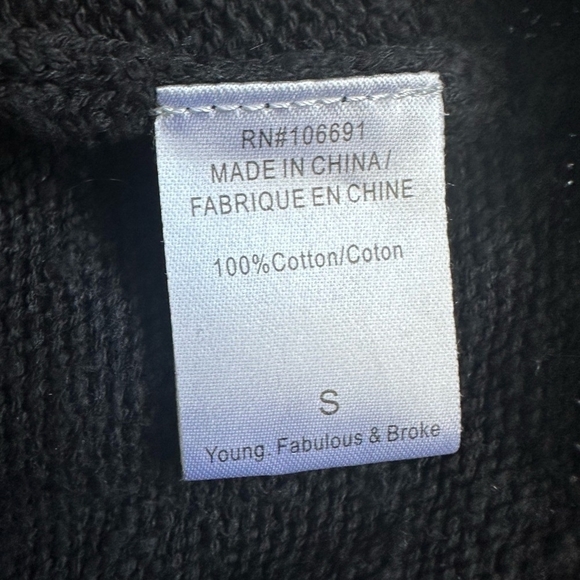 RN#106691
MADE IN CHINA/
FABRIQUE EN CHINE
100%Cotton/Coton
S
Young. Fabulous & Broke